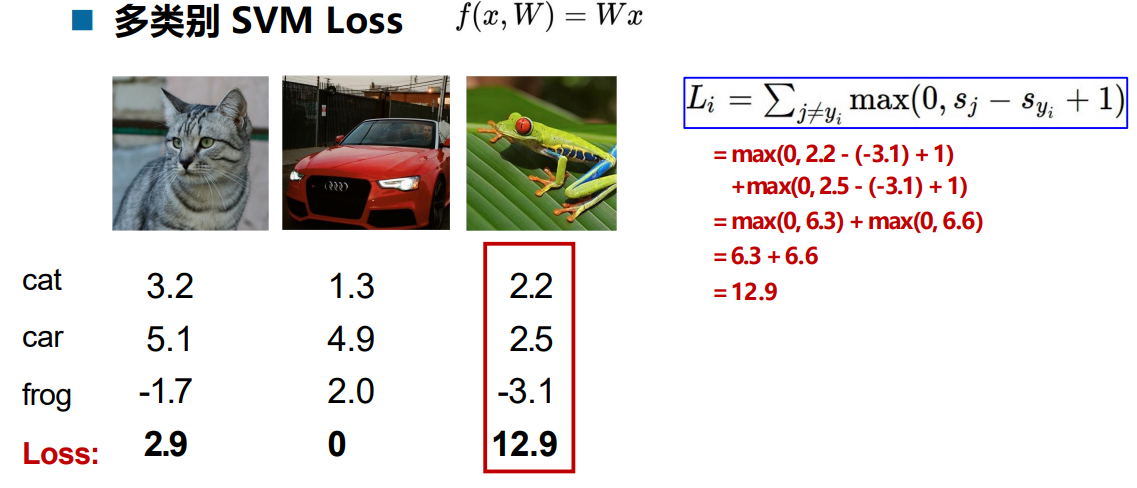 多类别 SVM Loss f(x, W) = Wx
L_i = ∑_{j≠y_i} max(0, s_j − s_{y_i} + 1)
= max(0, 2.2 - (-3.1) + 1)
+max(0, 2.5 - (-3.1) + 1)
= max(0, 6.3) + max(0, 6.6)
= 6.3 + 6.6
= 12.9
cat 3.2 1.3 2.2
car 5.1 4.9 2.5
frog -1.7 2.0 -3.1
Loss: 2.9 0 12.9